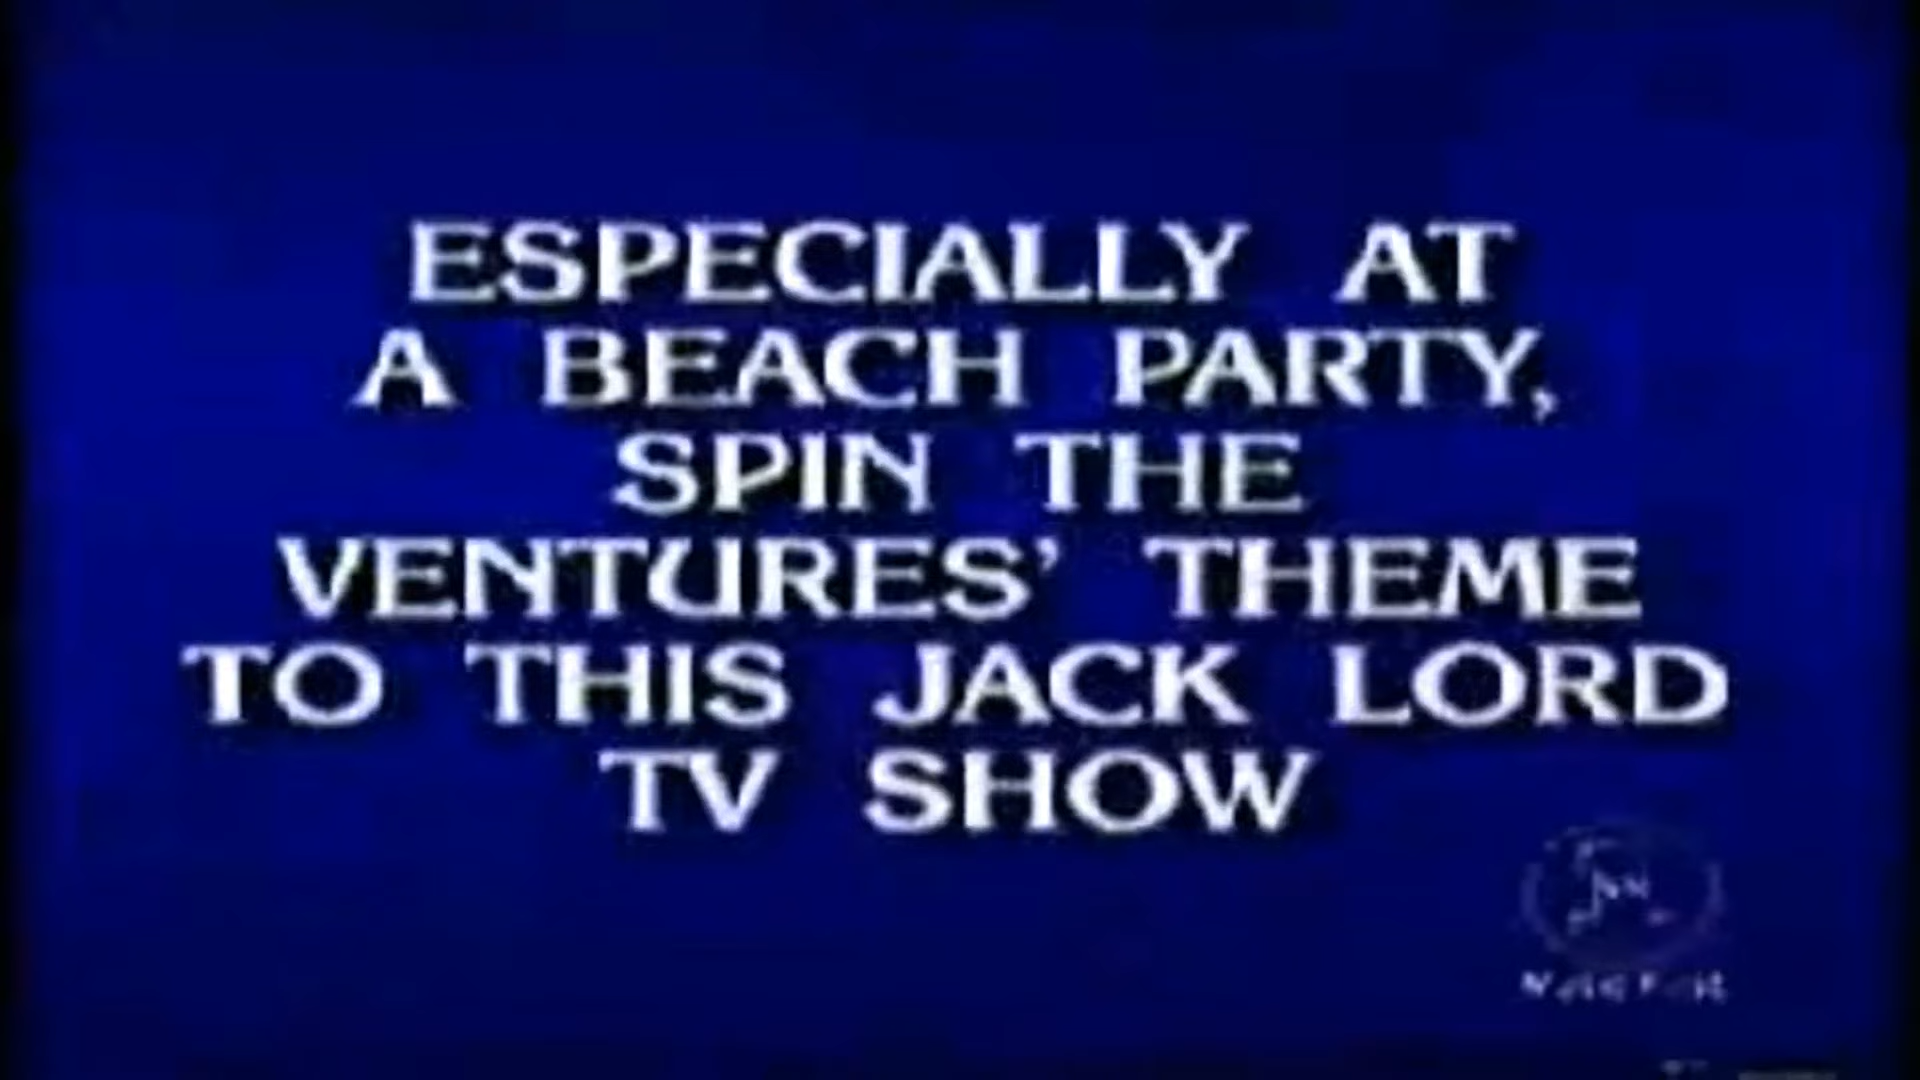 ESPECIALLY AT
A BEACH PARTY,
SPIN THE
VENTURES' THEME
TO THIS JACK LORD
TV SHOW